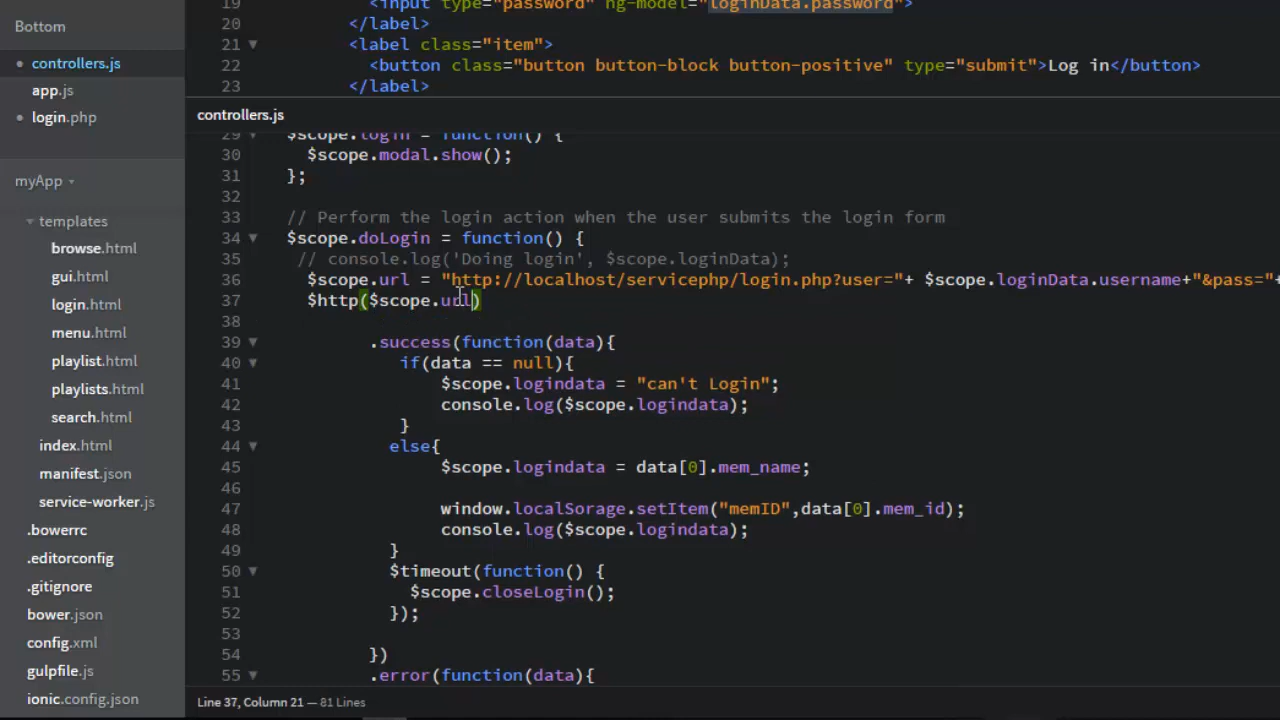 Bottom
controllers.js
app.js
login.php
myApp
templates
browse.html
gui.html
login.html
menu.html
playlist.html
playlists.html
search.html
index.html
manifest.json
service-worker.js
.bowerrc
.editorconfig
.gitignore
bower.json
config.xml
gulpfile.js
ionic.config.json
19 <input type="password" ng-model="loginData.password">
20 </label>
21 <label class="item">
22 <button class="button button-block button-positive" type="submit">Log in</button>
23 </label>
controllers.js
29 $scope.login = function() {
30 $scope.modal.show();
31 };
32
33 // Perform the login action when the user submits the login form
34 $scope.doLogin = function() {
35 // console.log('Doing login', $scope.loginData);
36 $scope.url = "http://localhost/servicephp/login.php?user="+ $scope.loginData.username+"&pass="+
37 $http($scope.url)
38
39 .success(function(data){
40 if(data == null){
41 $scope.logindata = "can't Login";
42 console.log($scope.logindata);
43 }
44 else{
45 $scope.logindata = data[0].mem_name;
46
47 window.localSorage.setItem("memID",data[0].mem_id);
48 console.log($scope.logindata);
49 }
50 $timeout(function() {
51 $scope.closeLogin();
52 });
53
54 })
55 .error(function(data){
Line 37, Column 21 — 81 Lines